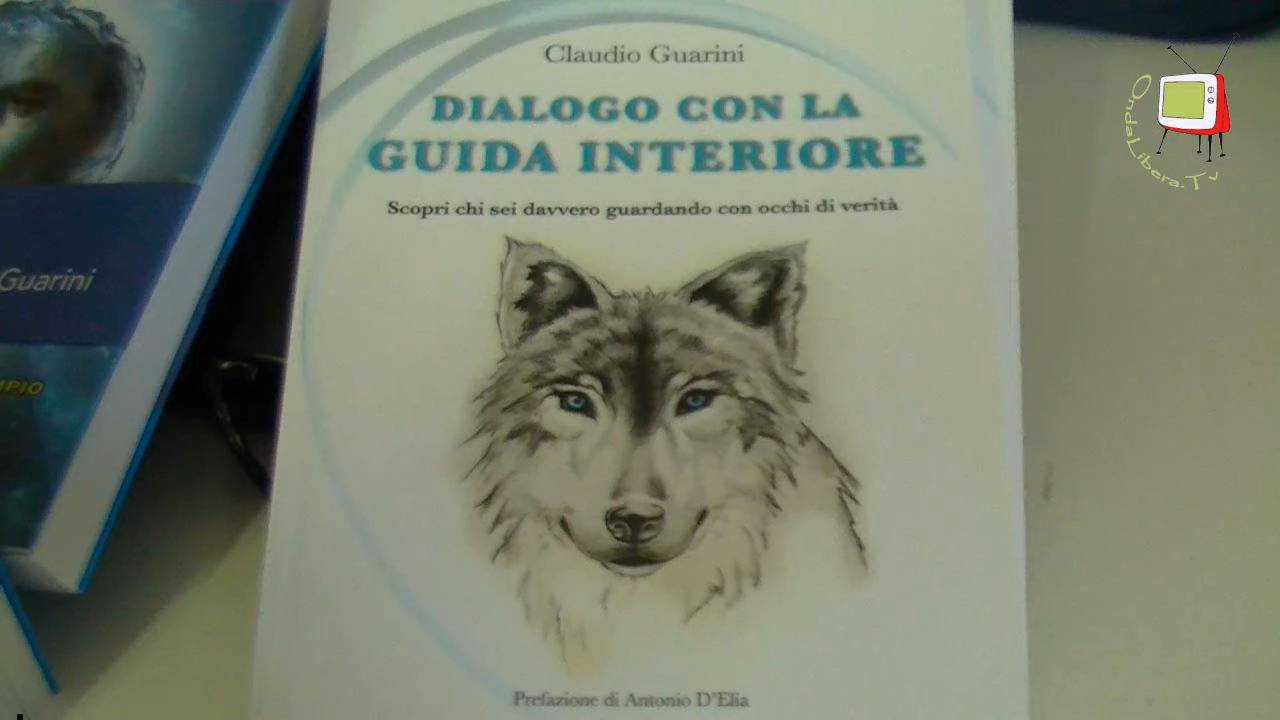 Claudio Guarini
DIALOGO CON LA
GUIDA INTERIORE
Scopri chi sei davvero guardando con occhi di verità
Prefazione di Antonio D'Elia
Guarini
OndaLibera.Tv